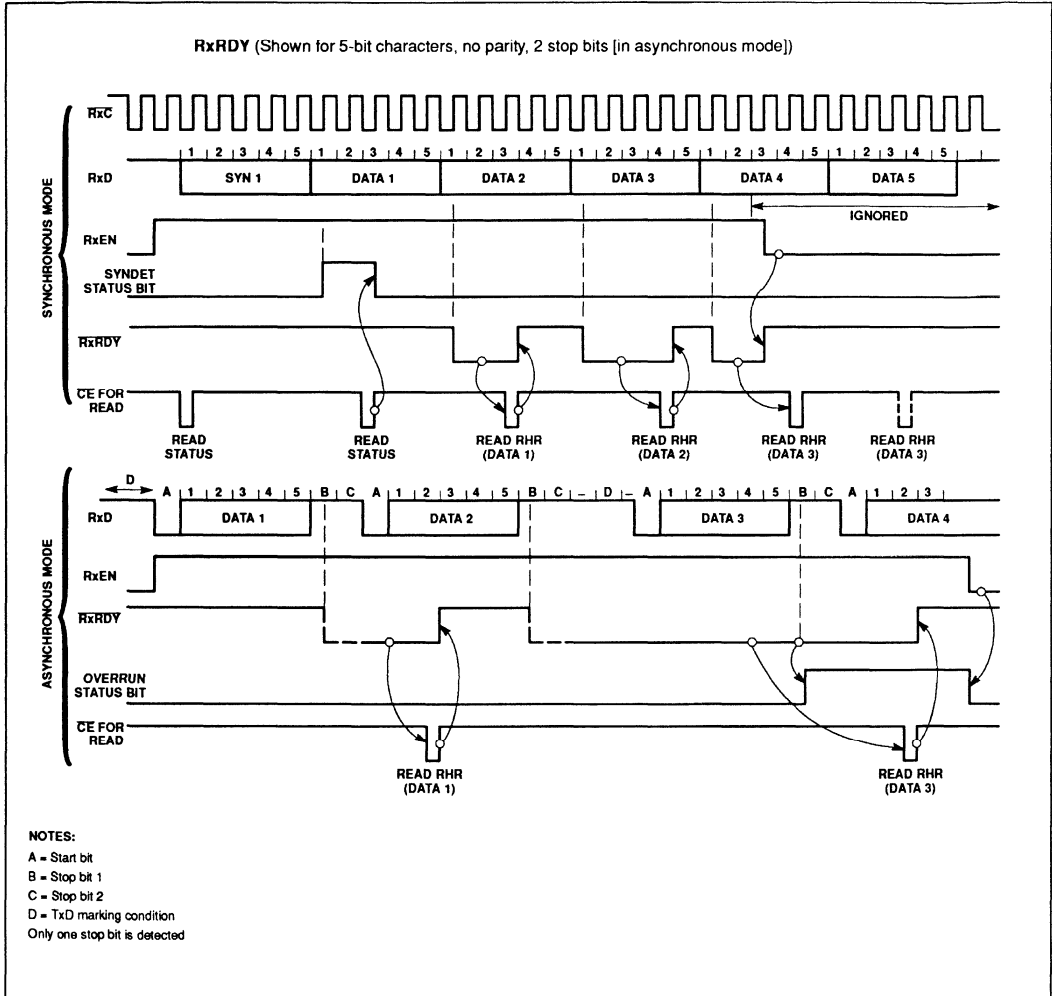 RxRDY (Shown for 5-bit characters, no parity, 2 stop bits [in asynchronous mode])
SYNCHRONOUS MODE
RxC
1 2 3 4 5 1 2 3 4 5 1 2 3 4 5 1 2 3 4 5 1 2 3 4 5 1 2 3 4 5
RxD SYN 1 DATA 1 DATA 2 DATA 3 DATA 4 DATA 5
IGNORED
RxEN
SYNDET
STATUS BIT
RxRDY
CE FOR
READ
READ
STATUS
READ
STATUS
READ RHR
(DATA 1)
READ RHR
(DATA 2)
READ RHR
(DATA 3)
READ RHR
(DATA 3)
ASYNCHRONOUS MODE
D A 1 2 3 4 5 B C A 1 2 3 4 5 B C – D – A 1 2 3 4 5 B C A 1 2 3
RxD DATA 1 DATA 2 DATA 3 DATA 4
RxEN
RxRDY
OVERRUN
STATUS BIT
CE FOR
READ
READ RHR
(DATA 1)
READ RHR
(DATA 3)
NOTES:
A = Start bit
B = Stop bit 1
C = Stop bit 2
D = TxD marking condition
Only one stop bit is detected